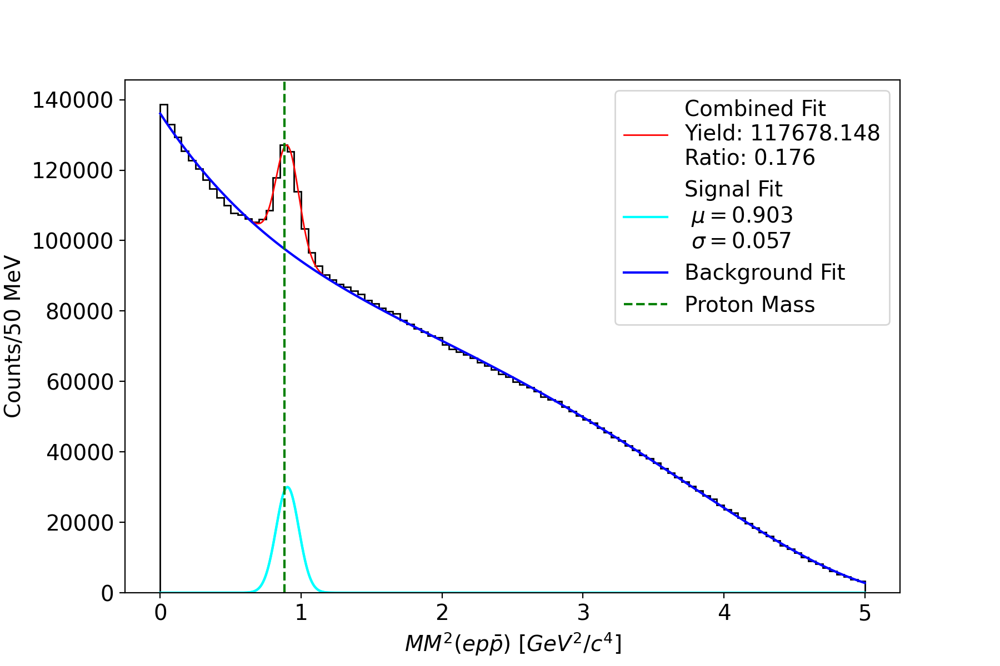 140000
120000
100000
80000
60000
40000
20000
0
Counts/50 MeV
Combined Fit
Yield: 117678.148
Ratio: 0.176
Signal Fit
μ = 0.903
σ = 0.057
Background Fit
Proton Mass
0 1 2 3 4 5
MM²(epp̄) [GeV²/c⁴]